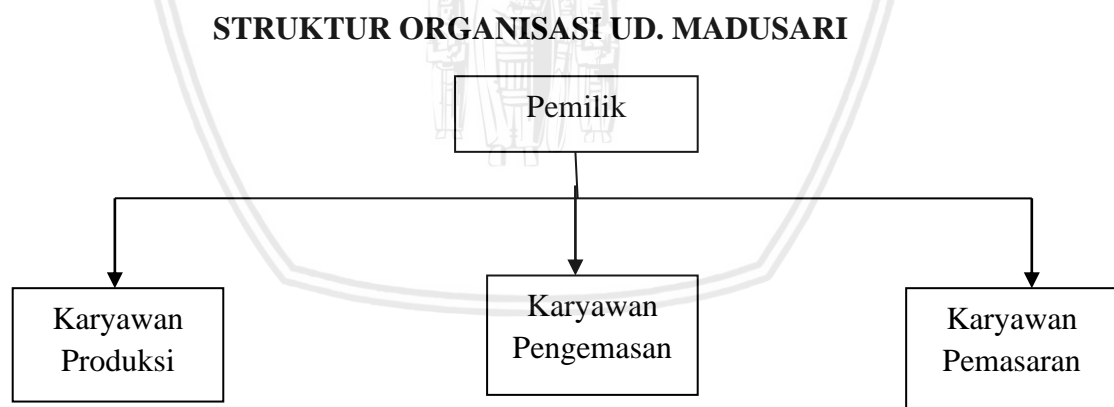 STRUKTUR ORGANISASI UD. MADUSARI
Pemilik
Karyawan
Produksi
Karyawan
Pengemasan
Karyawan
Pemasaran